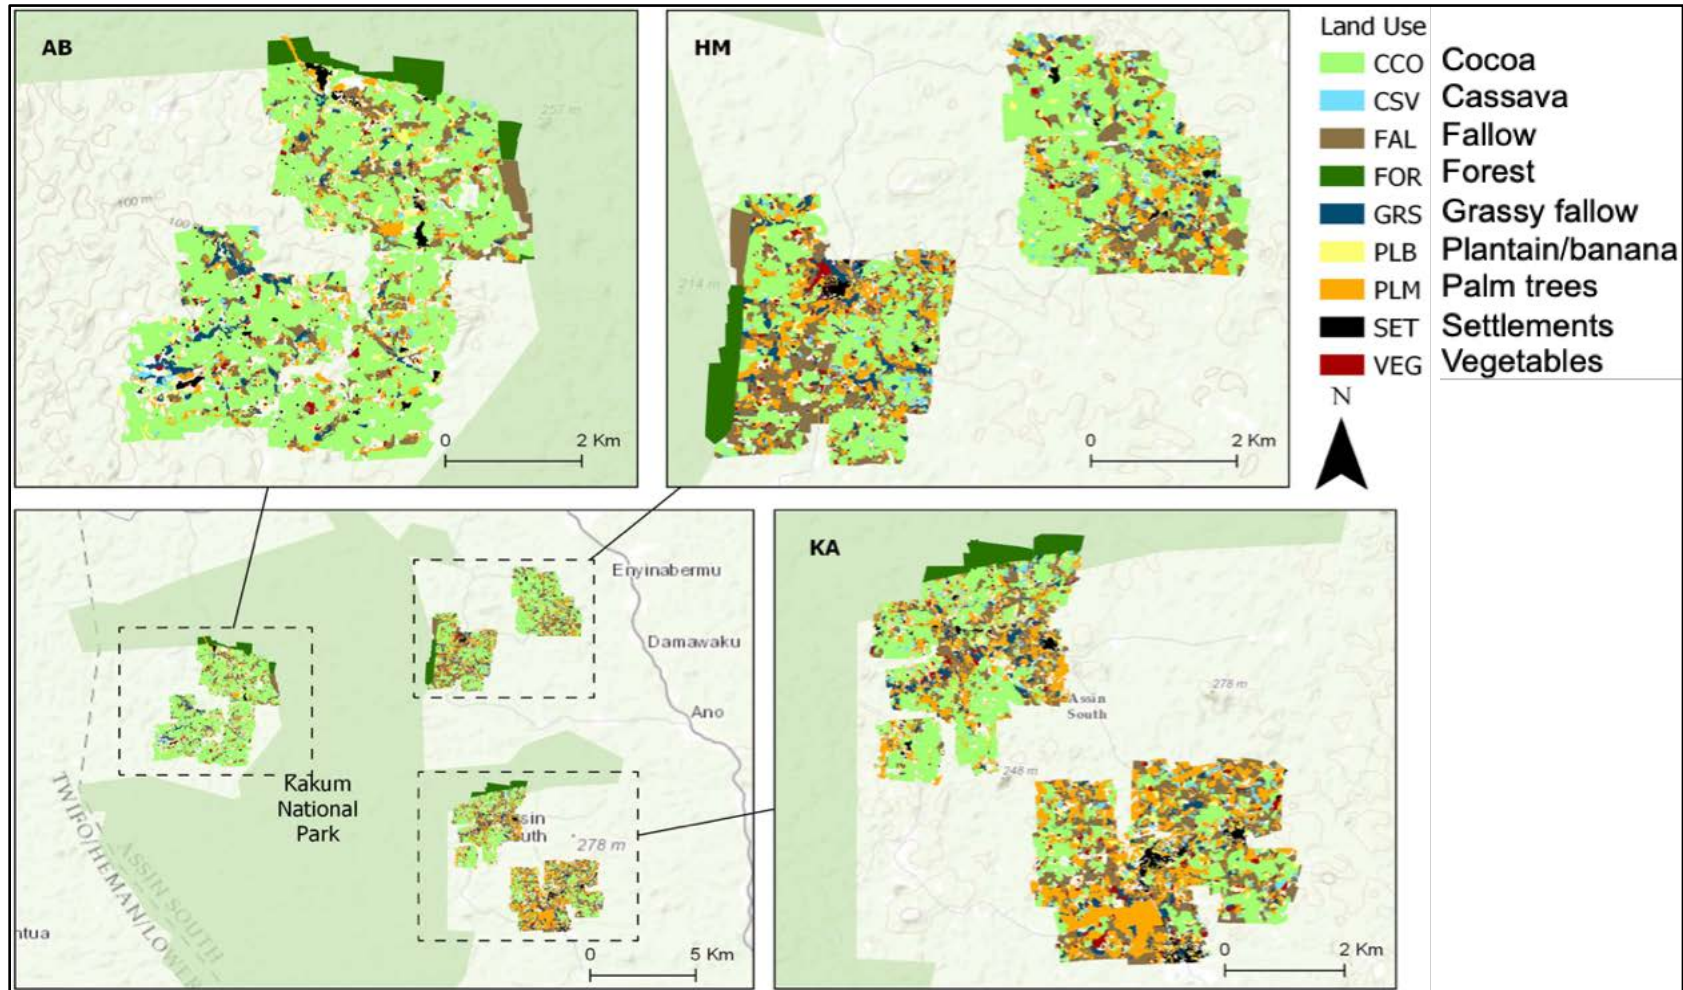 AB
257 m
100 m
100 m
0 2 Km
HM
214 m
0 2 Km
Land Use
CCO Cocoa
CSV Cassava
FAL Fallow
FOR Forest
GRS Grassy fallow
PLB Plantain/banana
PLM Palm trees
SET Settlements
VEG Vegetables
N
Enyinabermu
Damawaku
Ano
Kakum
National
Park
TWIFO/HEMAN/LOWER
ASSIN SOUTH
ntua
ssin
outh
278 m
0 5 Km
KA
Assin
South
278 m
248 m
0 2 Km